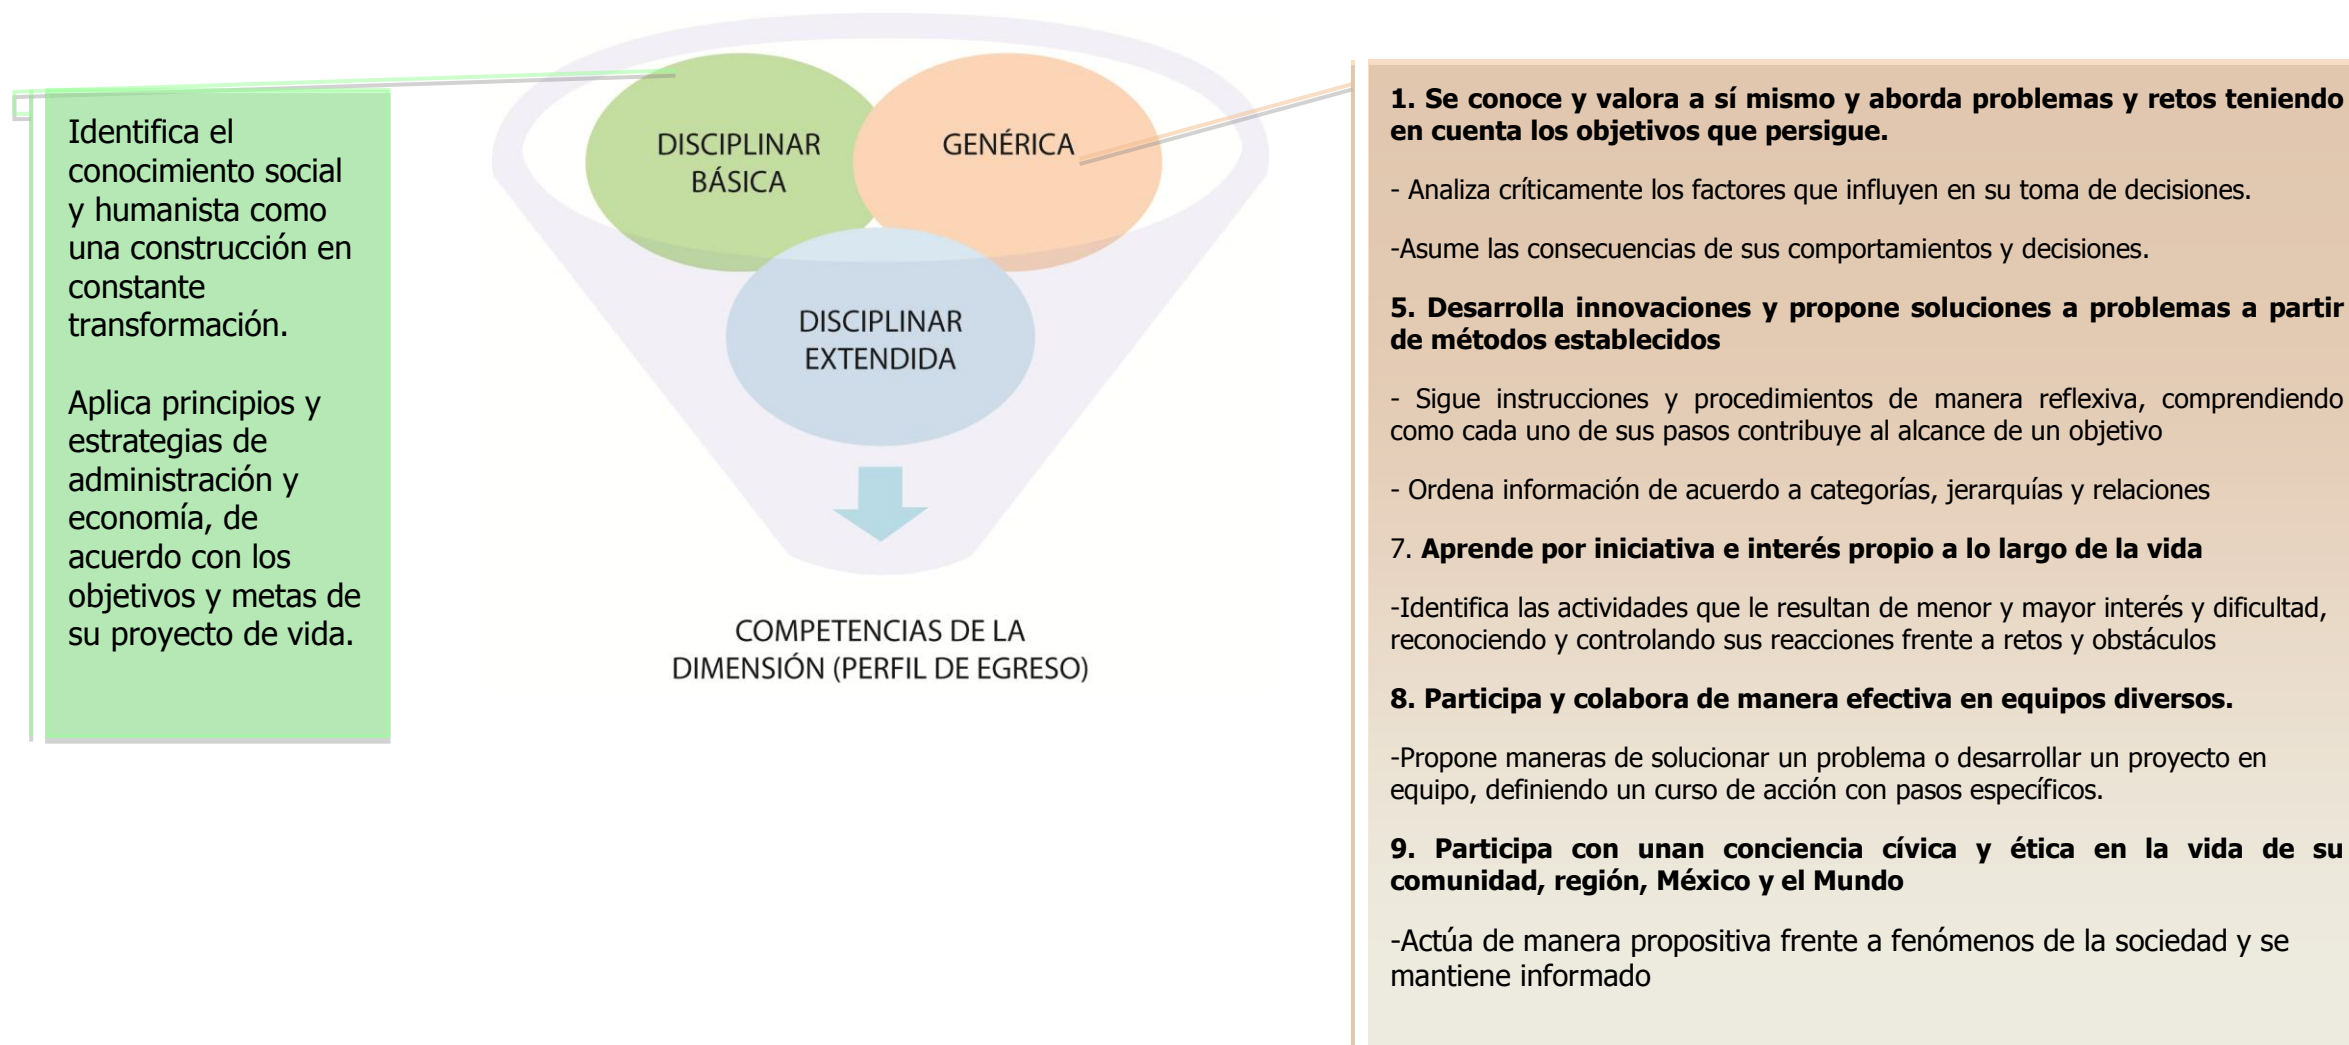 Identifica el
conocimiento social
y humanista como
una construcción en
constante
transformación.
Aplica principios y
estrategias de
administración y
economía, de
acuerdo con los
objetivos y metas de
su proyecto de vida.
DISCIPLINAR
BÁSICA
GENÉRICA
DISCIPLINAR
EXTENDIDA
COMPETENCIAS DE LA
DIMENSIÓN (PERFIL DE EGRESO)
1. Se conoce y valora a sí mismo y aborda problemas y retos teniendo
en cuenta los objetivos que persigue.
- Analiza críticamente los factores que influyen en su toma de decisiones.
-Asume las consecuencias de sus comportamientos y decisiones.
5. Desarrolla innovaciones y propone soluciones a problemas a partir
de métodos establecidos
- Sigue instrucciones y procedimientos de manera reflexiva, comprendiendo
como cada uno de sus pasos contribuye al alcance de un objetivo
- Ordena información de acuerdo a categorías, jerarquías y relaciones
7. Aprende por iniciativa e interés propio a lo largo de la vida
-Identifica las actividades que le resultan de menor y mayor interés y dificultad,
reconociendo y controlando sus reacciones frente a retos y obstáculos
8. Participa y colabora de manera efectiva en equipos diversos.
-Propone maneras de solucionar un problema o desarrollar un proyecto en
equipo, definiendo un curso de acción con pasos específicos.
9. Participa con unan conciencia cívica y ética en la vida de su
comunidad, región, México y el Mundo
-Actúa de manera propositiva frente a fenómenos de la sociedad y se
mantiene informado